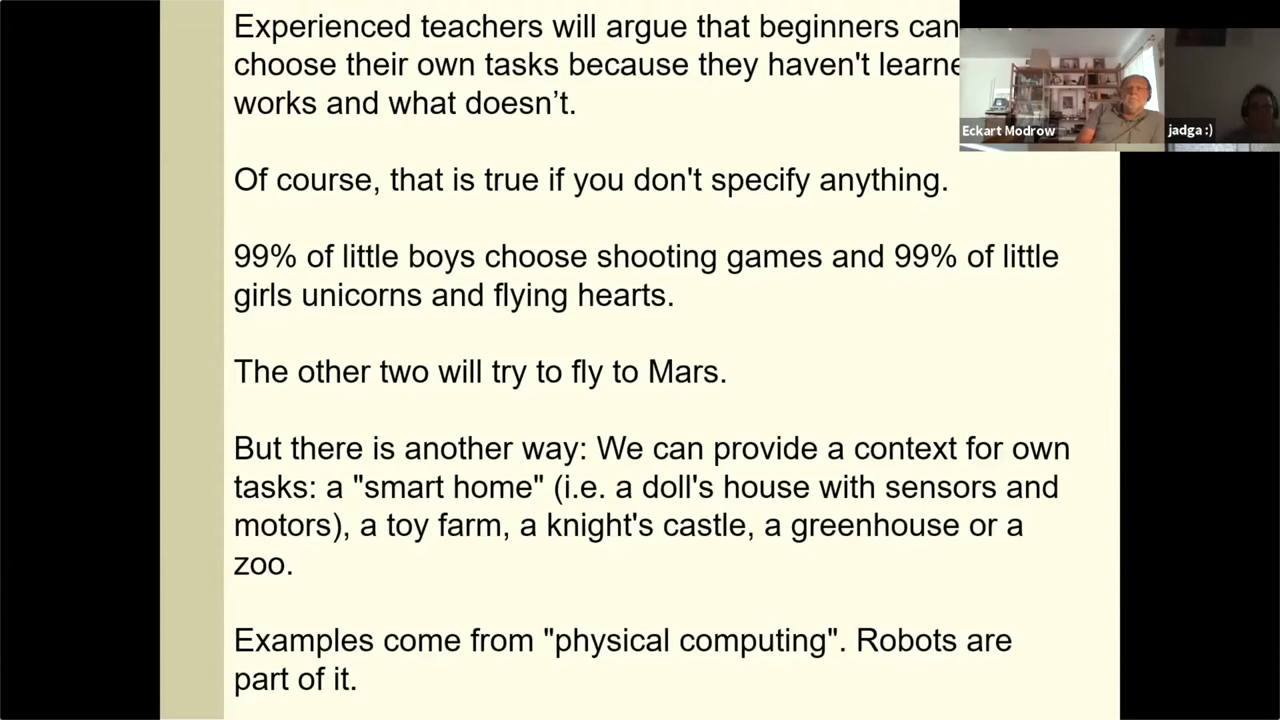 Experienced teachers will argue that beginners can
choose their own tasks because they haven't learne
works and what doesn’t.
Of course, that is true if you don't specify anything.
99% of little boys choose shooting games and 99% of little
girls unicorns and flying hearts.
The other two will try to fly to Mars.
But there is another way: We can provide a context for own
tasks: a "smart home" (i.e. a doll's house with sensors and
motors), a toy farm, a knight's castle, a greenhouse or a
zoo.
Examples come from "physical computing". Robots are
part of it.
Eckart Modrow
jadga :)